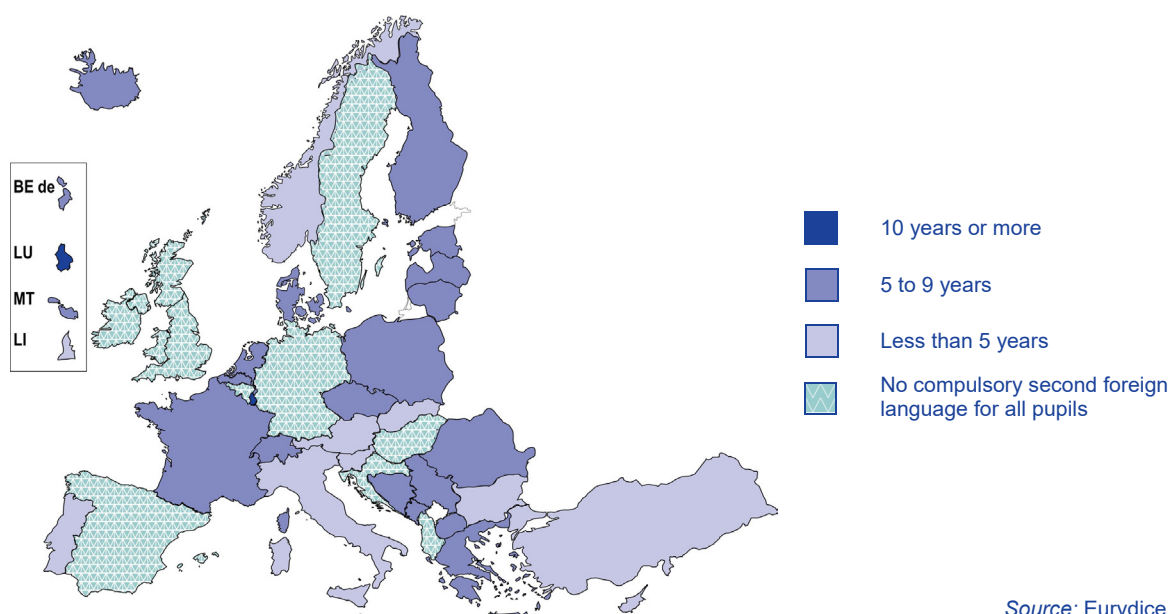 BE de
LU
MT
LI
10 years or more
5 to 9 years
Less than 5 years
No compulsory second foreign
language for all pupils
Source: Eurydice